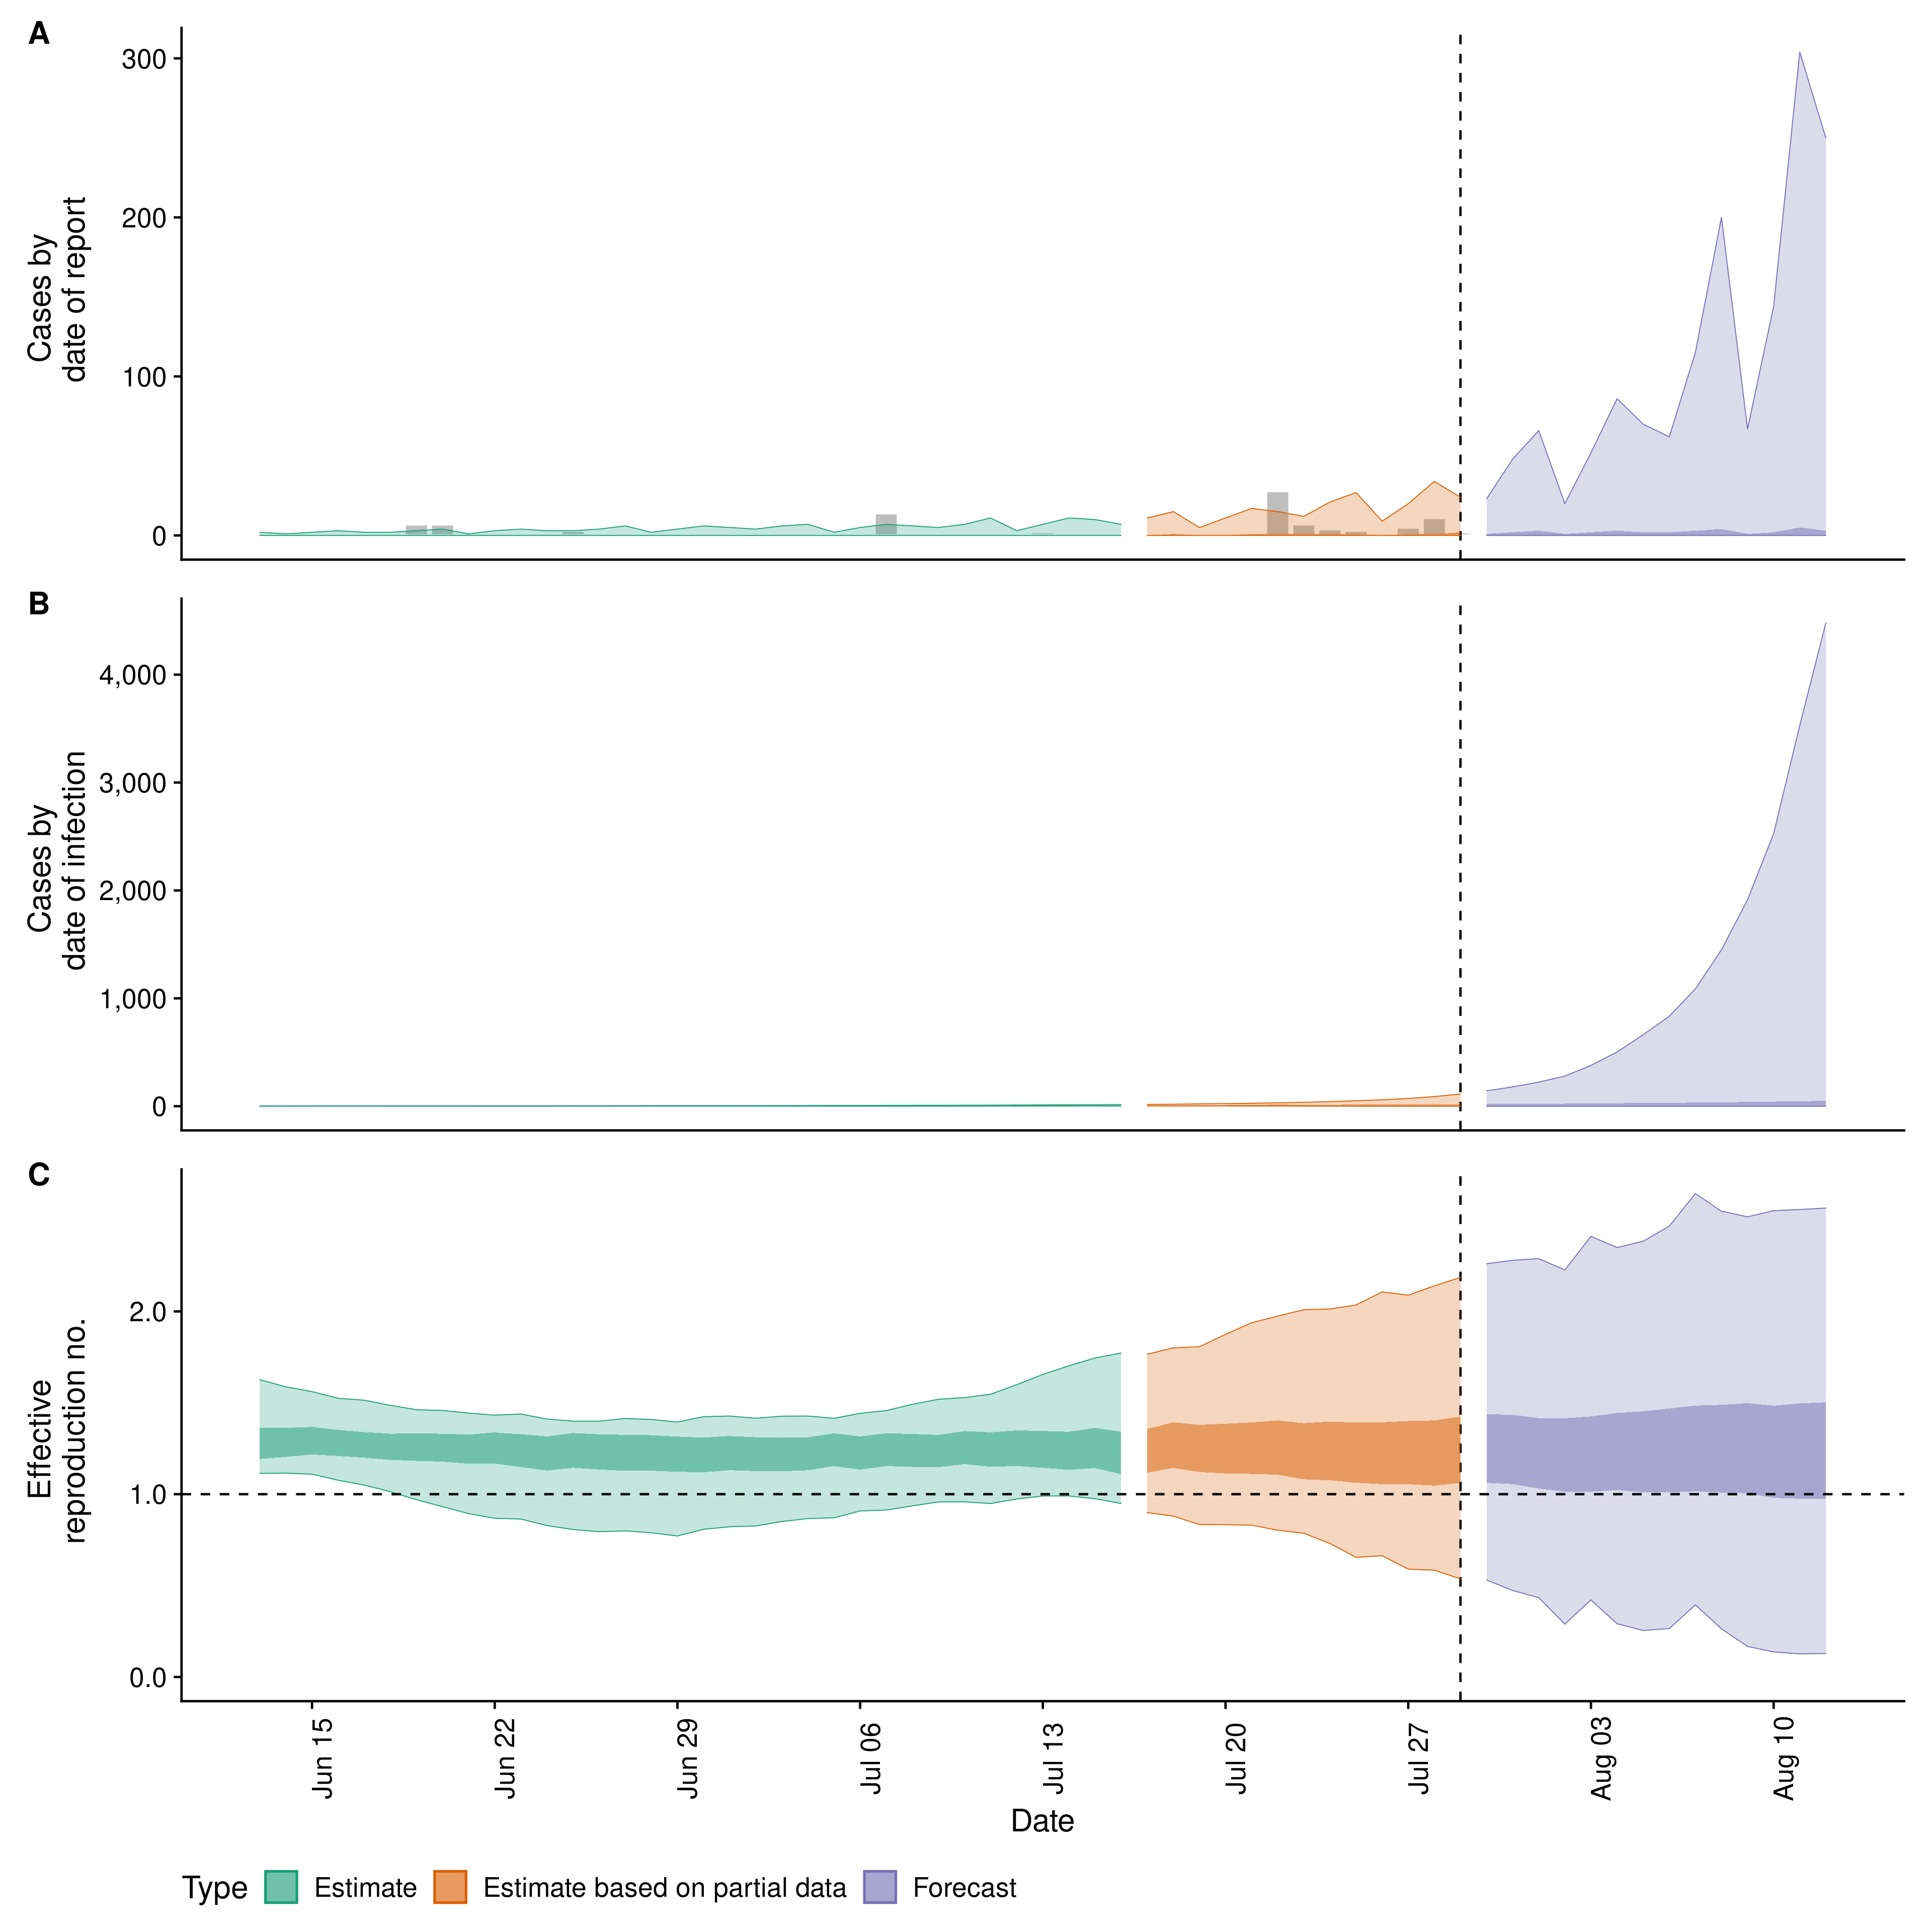 A
300
200
100
0
Cases by
date of report
B
4,000
3,000
2,000
1,000
0
Cases by
date of infection
C
2.0
1.0
0.0
Effective
reproduction no.
Jun 15
Jun 22
Jun 29
Jul 06
Jul 13
Jul 20
Jul 27
Aug 03
Aug 10
Date
Type Estimate Estimate based on partial data Forecast